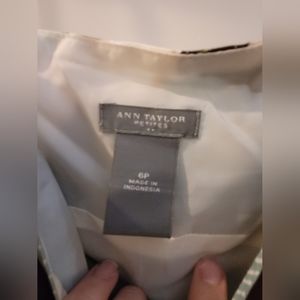 ANN TAYLOR
PETITES
6P
MADE IN
INDONESIA